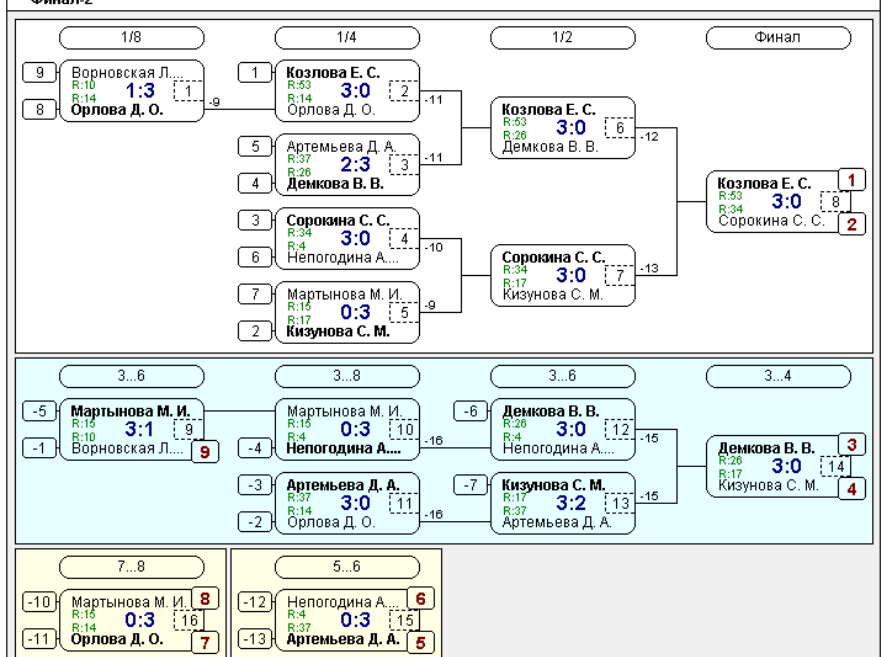 Финал-2
1/8 1/4 1/2 Финал
9 Ворновская Л....
R:10 1:3 1
R:14
8 Орлова Д. О.
-9
1 Козлова Е. С.
R:53 3:0 2
R:14
Орлова Д. О.
-11
5 Артемьева Д. А.
R:37 2:3 3
R:26
4 Демкова В. В.
-11
3 Сорокина С. С.
R:34 3:0 4
R:4
6 Непогодина А....
-10
7 Мартынова М. И.
R:15 0:3 5
R:17
2 Кизунова С. М.
-9
Козлова Е. С.
R:53 3:0 6
R:26
Демкова В. В.
-12
Сорокина С. С.
R:34 3:0 7
R:17
Кизунова С. М.
-13
Козлова Е. С. 1
R:53 3:0 8
R:34
Сорокина С. С. 2
3...6 3...8 3...6 3...4
-5 Мартынова М. И.
R:15 3:1 9
R:10
-1 Ворновская Л.... 9
Мартынова М. И.
R:15 0:3 10
R:4
-4 Непогодина А....
-16
-3 Артемьева Д. А.
R:37 3:0 11
R:14
-2 Орлова Д. О.
-16
-6 Демкова В. В.
R:26 3:0 12
R:4
Непогодина А....
-15
-7 Кизунова С. М.
R:17 3:2 13
R:37
Артемьева Д. А.
-15
Демкова В. В. 3
R:26 3:0 14
R:17
Кизунова С. М. 4
7...8 5...6
-10 Мартынова М. И. 8
R:15 0:3 16
R:14
-11 Орлова Д. О. 7
-12 Непогодина А.... 6
R:4 0:3 15
R:37
-13 Артемьева Д. А. 5